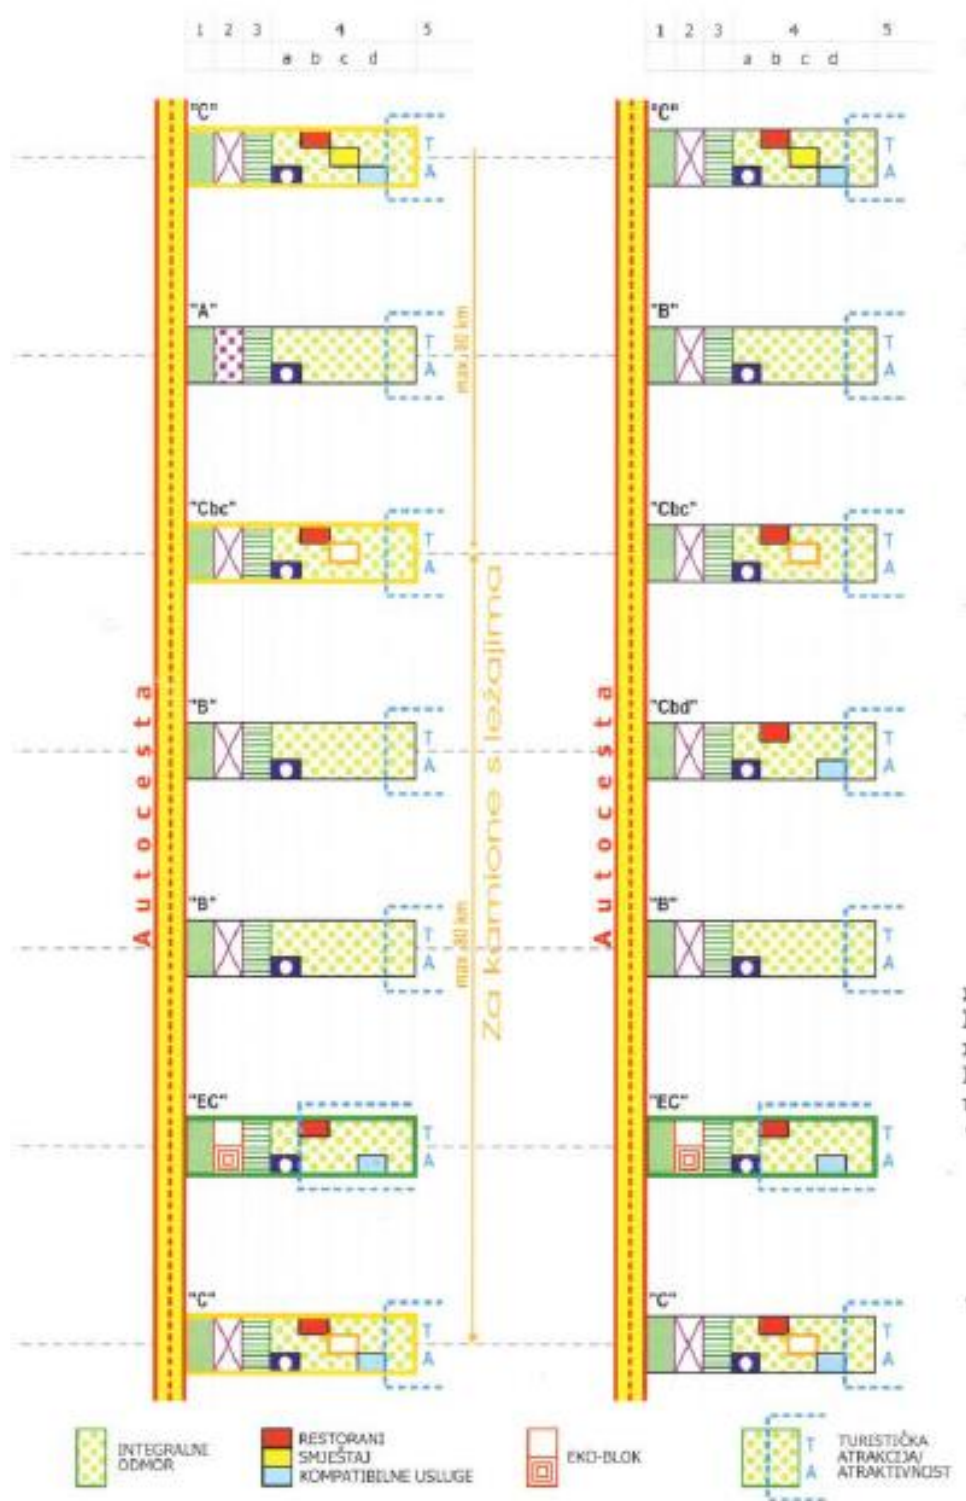 1 2 3 4 5
a b c d
1 2 3 4 5
a b c d
"C"
T
A
"C"
T
A
"A"
T
A
"B"
T
A
max 30 km
"Cbc"
T
A
"Cbc"
T
A
Za kamione s ležajima
Autocesta
Autocesta
"B"
T
A
"Cbd"
T
A
"B"
T
A
"B"
T
A
max 30 km
"EC"
T
A
"EC"
T
A
"C"
T
A
"C"
T
A
INTEGRALNI
ODMOR
RESTORANI
SMJEŠTAJ
KOMPATIBILNE USLUGE
EKO-BLOK
T
A
TURISTIČKA
ATRAKCIJA/
ATRAKTIVNOST